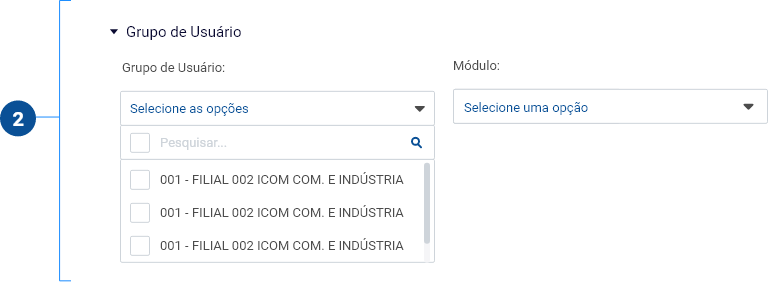 Grupo de Usuário
Grupo de Usuário:
Módulo:
Selecione as opções
Selecione uma opção
2
Pesquisar...
001 - FILIAL 002 ICOM COM. E INDÚSTRIA
001 - FILIAL 002 ICOM COM. E INDÚSTRIA
001 - FILIAL 002 ICOM COM. E INDÚSTRIA